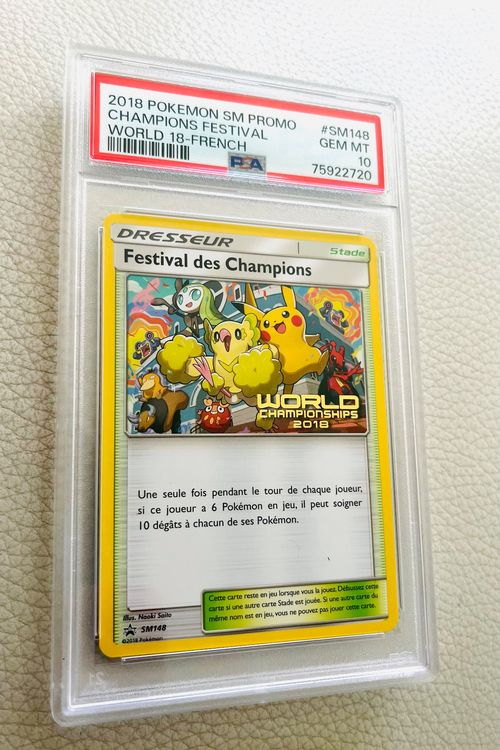 2018 POKEMON SM PROMO #SM148
CHAMPIONS FESTIVAL GEM MT
WORLD 18-FRENCH 10
PSA 75922720
DRESSEUR Stade
Festival des Champions
WORLD
CHAMPIONSHIPS
2018
Une seule fois pendant le tour de chaque joueur,
si ce joueur a 6 Pokémon en jeu, il peut soigner
10 dégâts à chacun de ses Pokémon.
Cette carte reste en jeu lorsque vous la jouez. Défaussez cette
carte si une autre carte Stade est jouée. Si une autre carte du
même nom est en jeu, vous ne pouvez pas jouer cette carte.
Illus. Naoki Saito
SM148
©2018 Pokémon